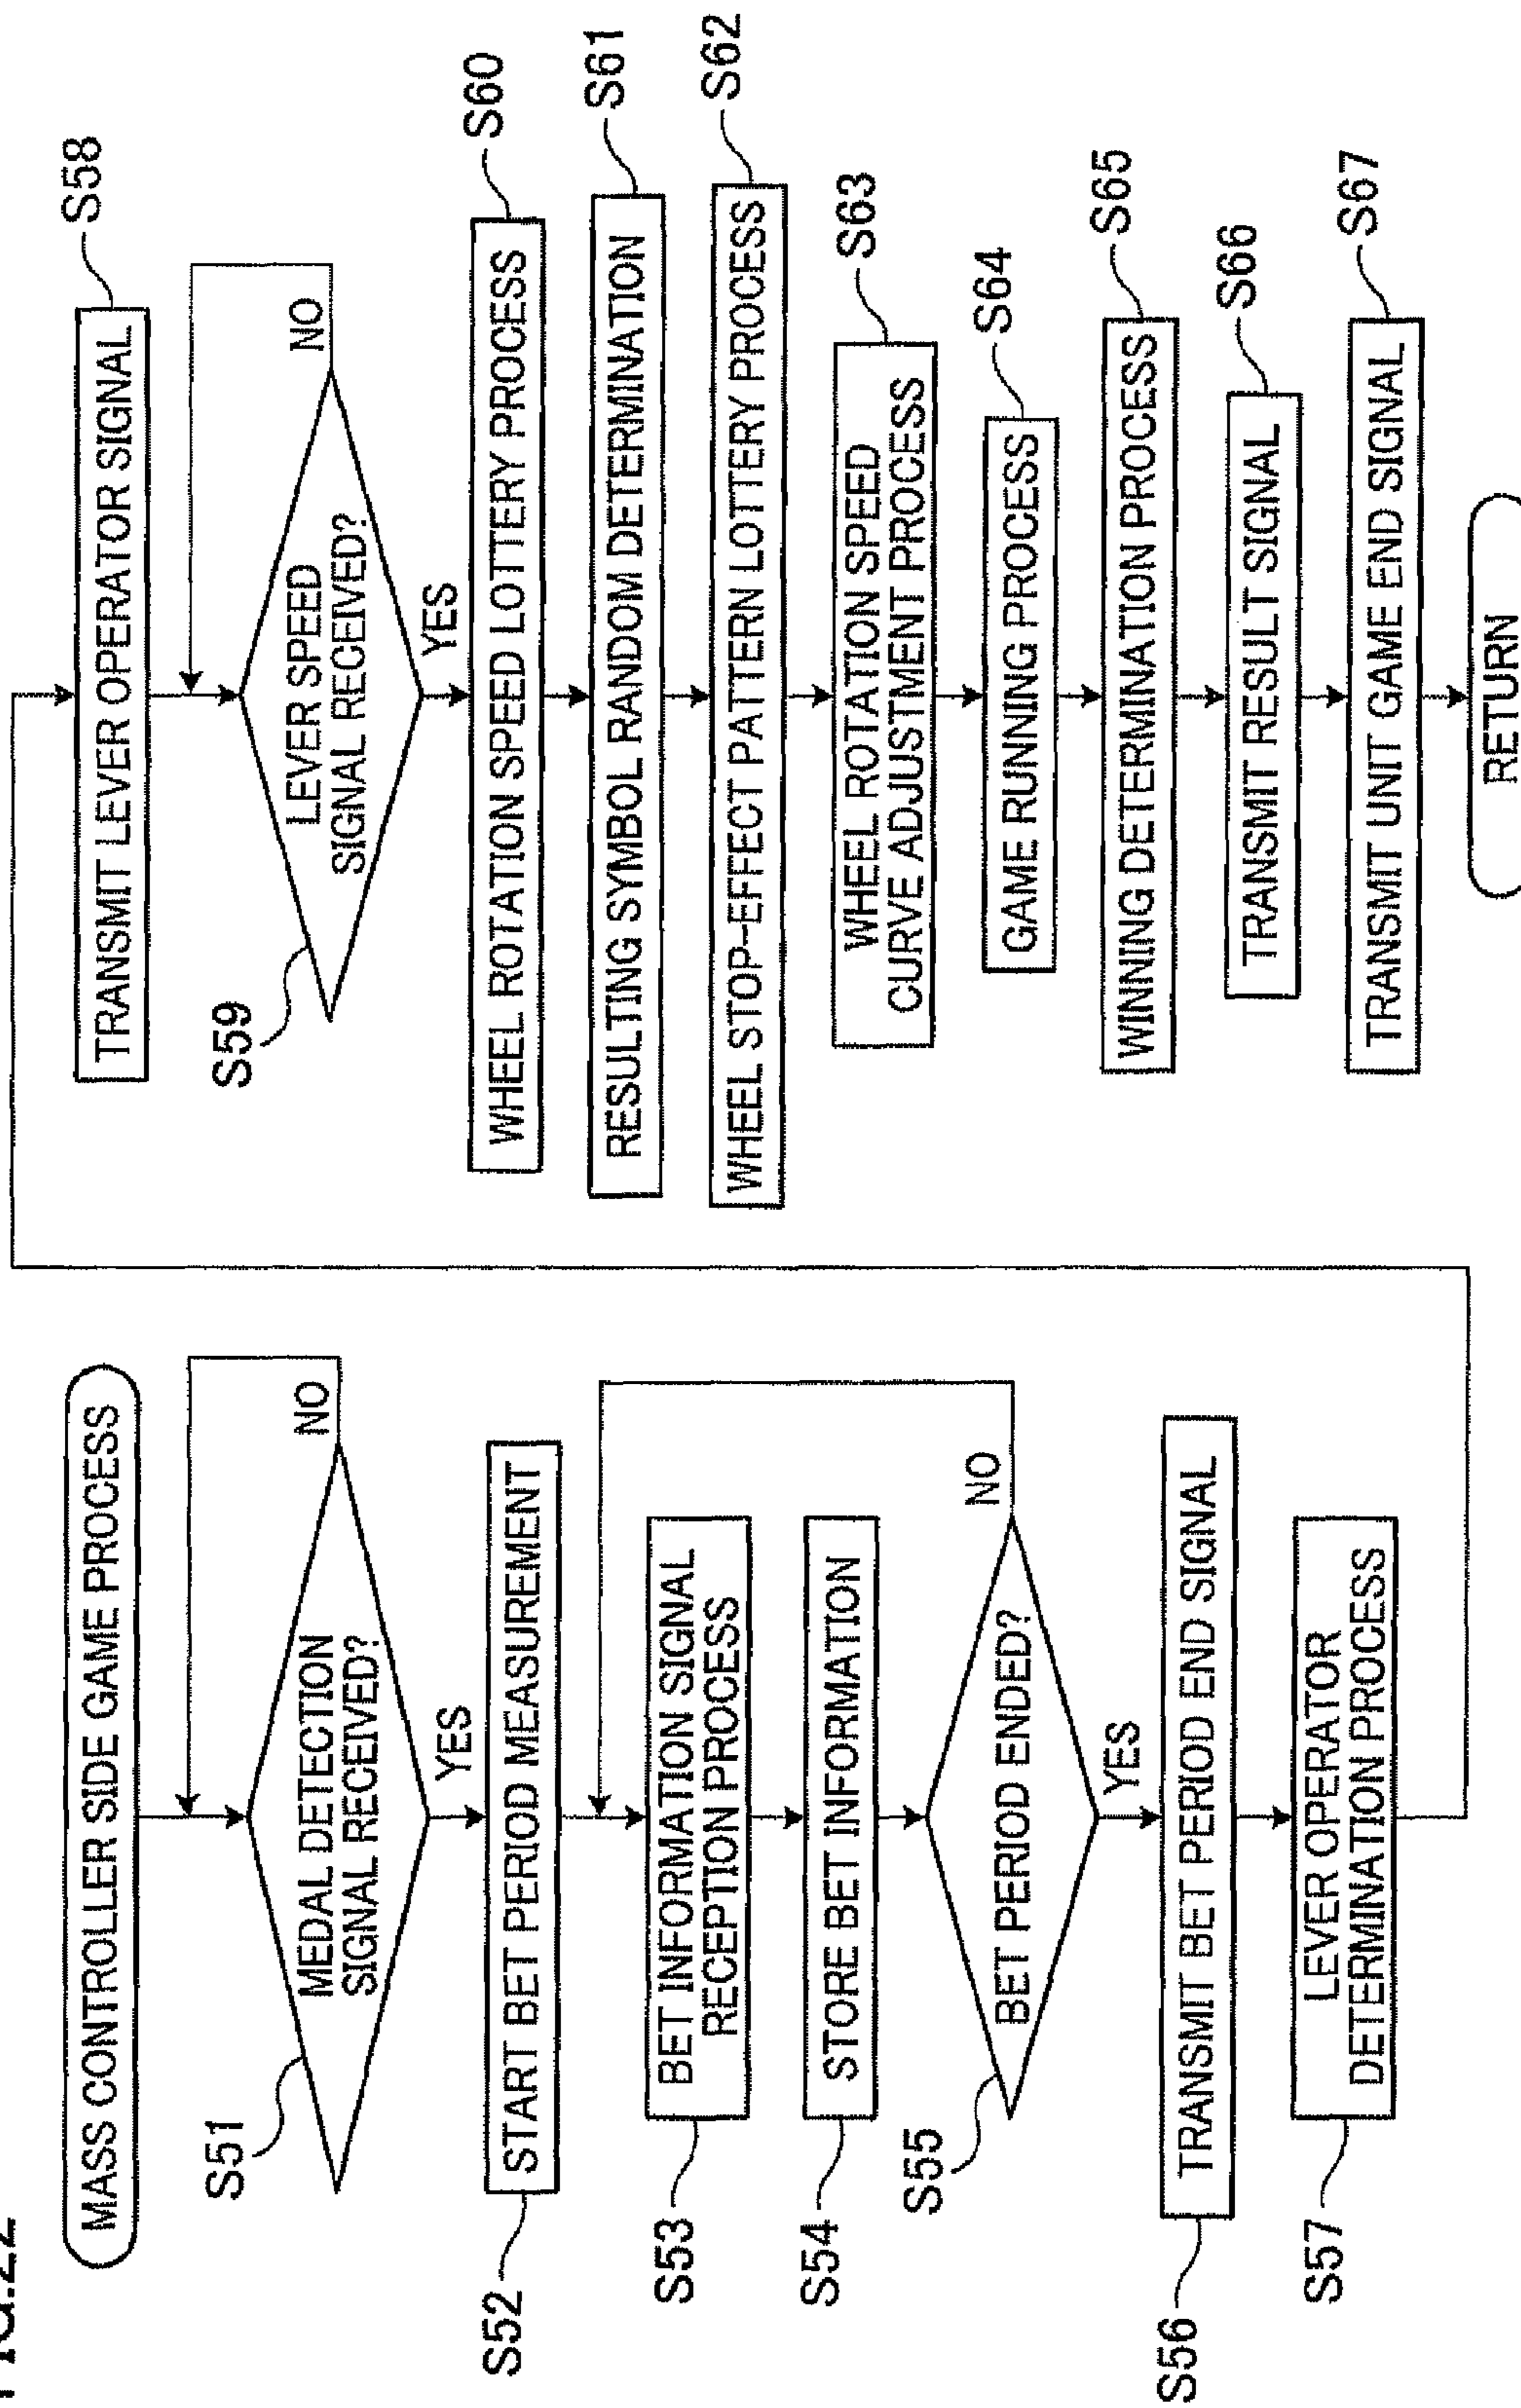 FIG.22
MASS CONTROLLER SIDE GAME PROCESS
S51
MEDAL DETECTION
SIGNAL RECEIVED?
NO
YES
S52
START BET PERIOD MEASUREMENT
S53
BET INFORMATION SIGNAL
RECEPTION PROCESS
S54
STORE BET INFORMATION
S55
BET PERIOD ENDED?
NO
YES
S56
TRANSMIT BET PERIOD END SIGNAL
S57
LEVER OPERATOR
DETERMINATION PROCESS
S58
TRANSMIT LEVER OPERATOR SIGNAL
S59
LEVER SPEED
SIGNAL RECEIVED?
NO
YES
S60
WHEEL ROTATION SPEED LOTTERY PROCESS
S61
RESULTING SYMBOL RANDOM DETERMINATION
S62
WHEEL STOP-EFFECT PATTERN LOTTERY PROCESS
S63
WHEEL ROTATION SPEED
CURVE ADJUSTMENT PROCESS
S64
GAME RUNNING PROCESS
S65
WINNING DETERMINATION PROCESS
S66
TRANSMIT RESULT SIGNAL
S67
TRANSMIT UNIT GAME END SIGNAL
RETURN